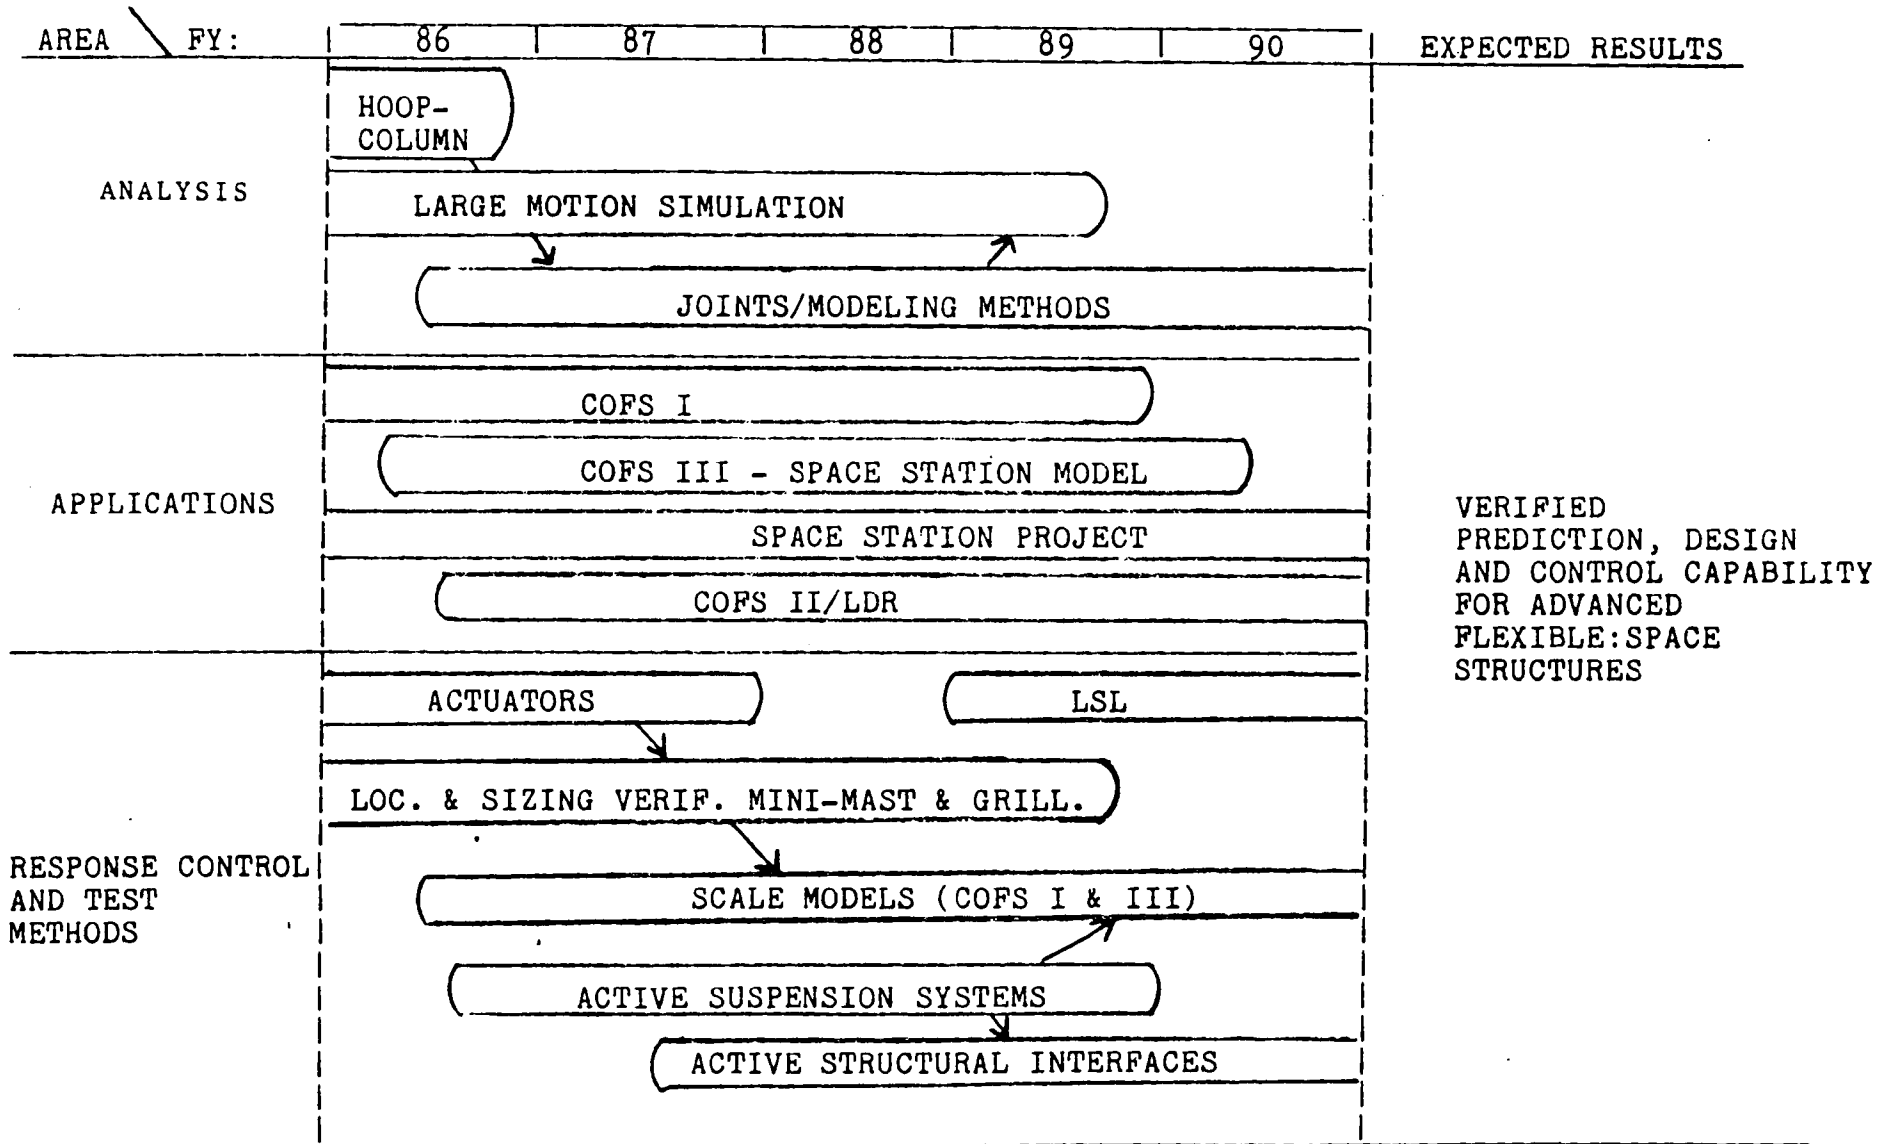 AREA FY: 86 87 88 89 90 EXPECTED RESULTS
HOOP-
COLUMN
ANALYSIS
LARGE MOTION SIMULATION
JOINTS/MODELING METHODS
COFS I
COFS III - SPACE STATION MODEL
APPLICATIONS
SPACE STATION PROJECT
COFS II/LDR
VERIFIED
PREDICTION, DESIGN
AND CONTROL CAPABILITY
FOR ADVANCED
FLEXIBLE:SPACE
STRUCTURES
ACTUATORS
LSL
LOC. & SIZING VERIF. MINI-MAST & GRILL.
RESPONSE CONTROL
AND TEST
METHODS
SCALE MODELS (COFS I & III)
ACTIVE SUSPENSION SYSTEMS
ACTIVE STRUCTURAL INTERFACES